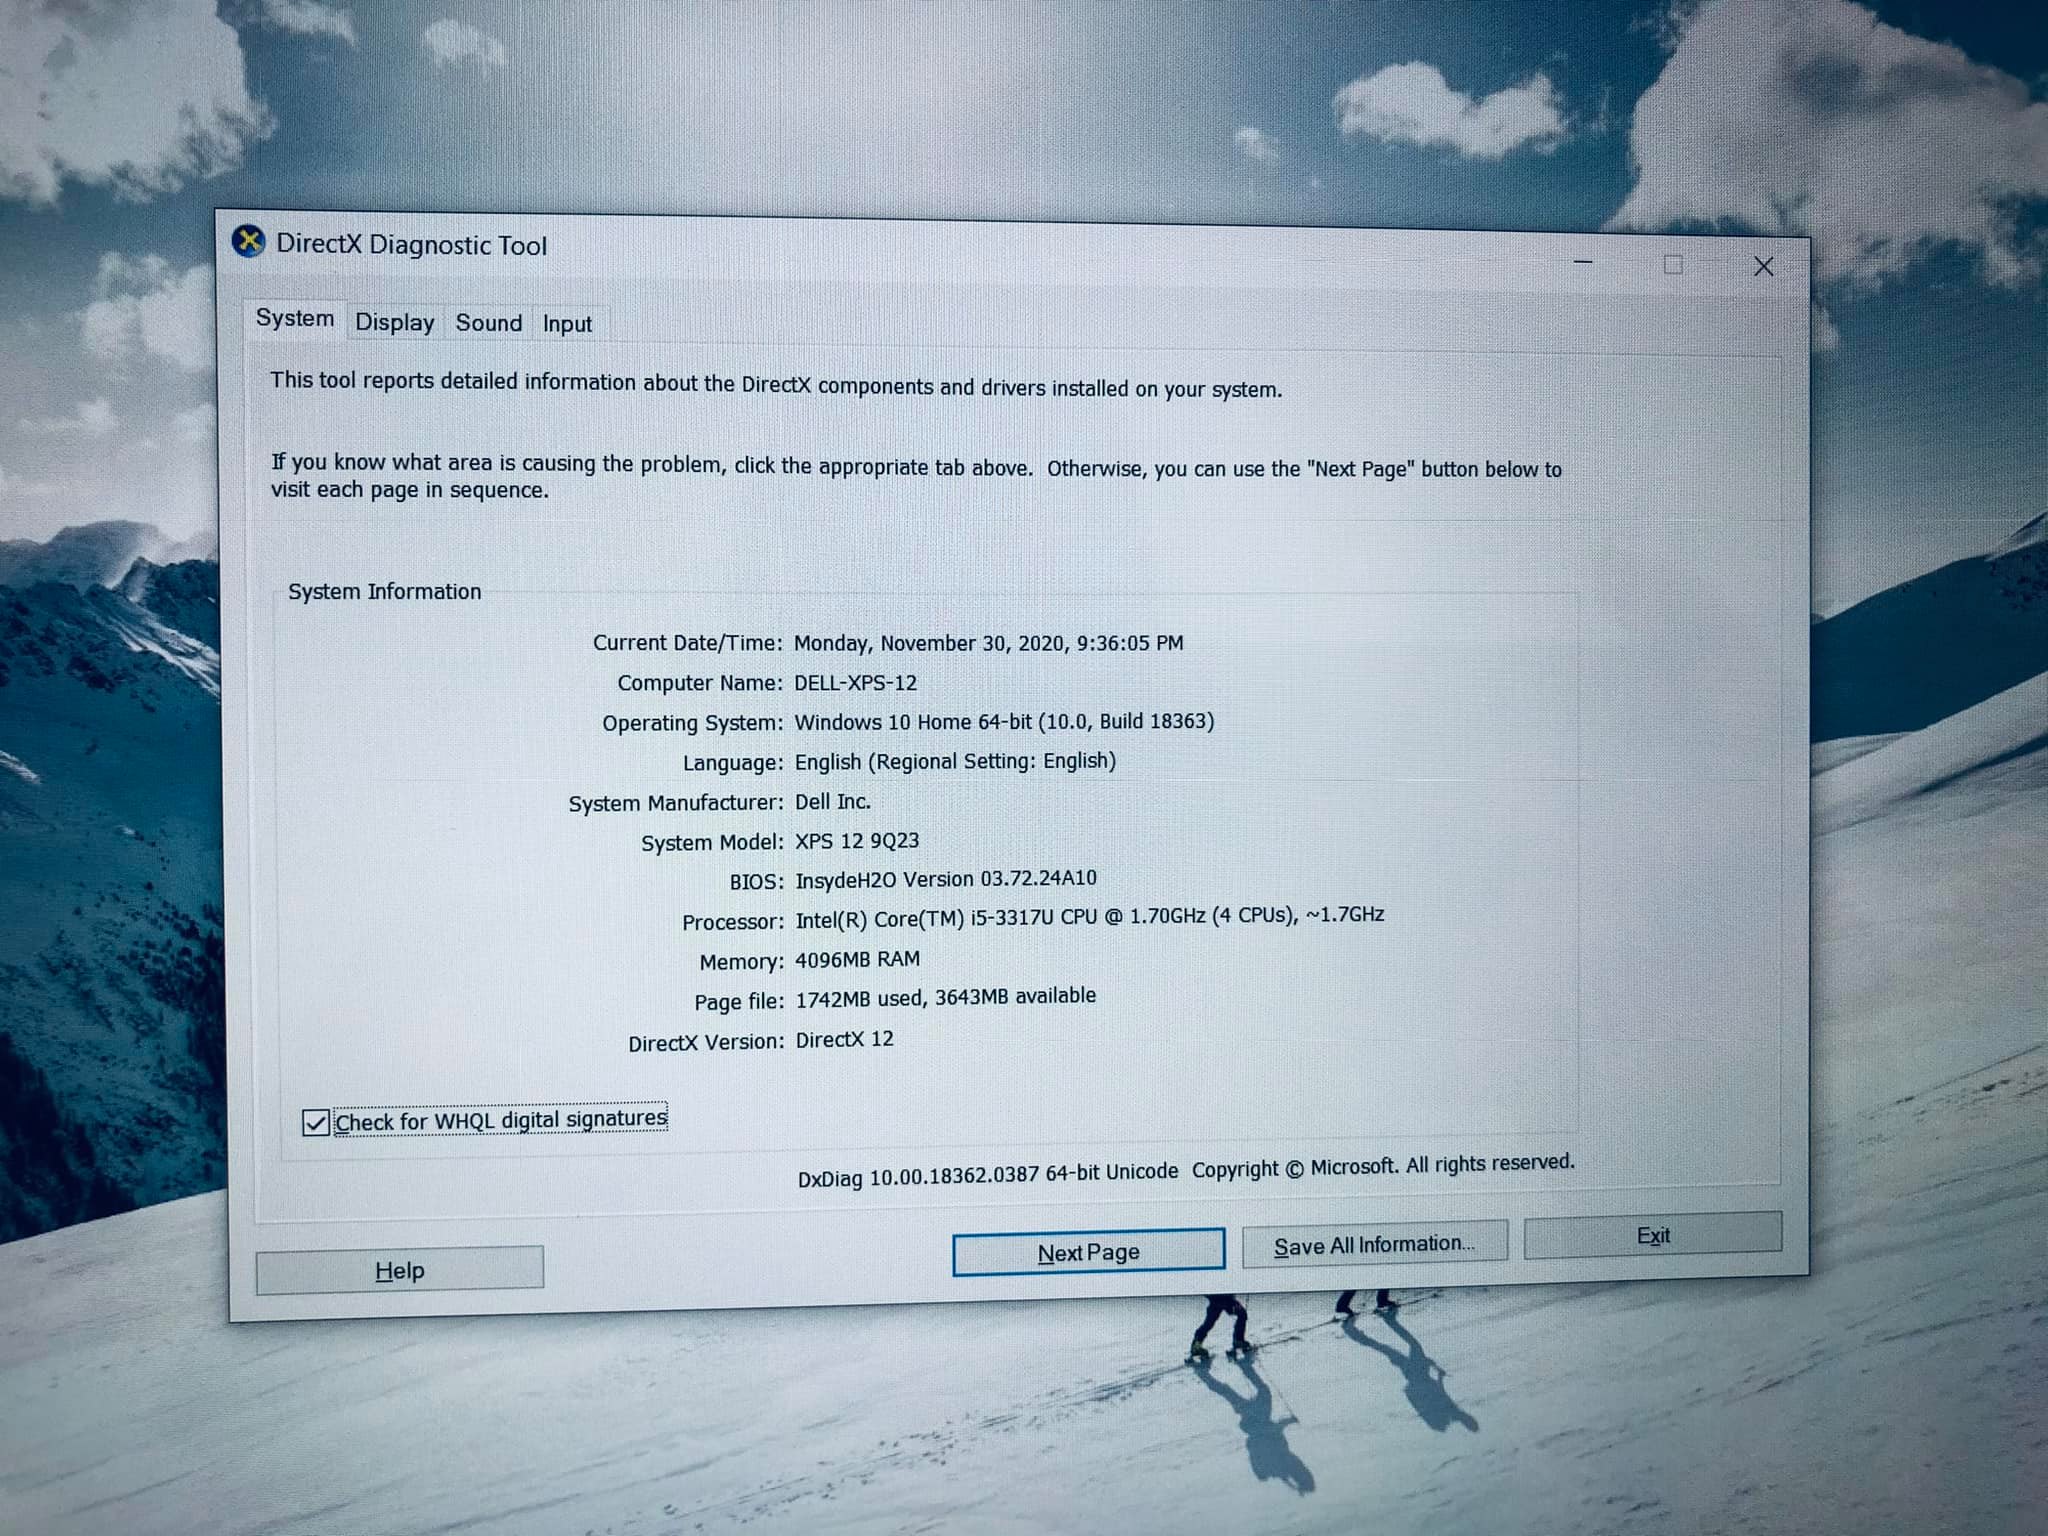 DirectX Diagnostic Tool
System Display Sound Input
This tool reports detailed information about the DirectX components and drivers installed on your system.
If you know what area is causing the problem, click the appropriate tab above. Otherwise, you can use the "Next Page" button below to
visit each page in sequence.
System Information
Current Date/Time: Monday, November 30, 2020, 9:36:05 PM
Computer Name: DELL-XPS-12
Operating System: Windows 10 Home 64-bit (10.0, Build 18363)
Language: English (Regional Setting: English)
System Manufacturer: Dell Inc.
System Model: XPS 12 9Q23
BIOS: InsydeH2O Version 03.72.24A10
Processor: Intel(R) Core(TM) i5-3317U CPU @ 1.70GHz (4 CPUs), ~1.7GHz
Memory: 4096MB RAM
Page file: 1742MB used, 3643MB available
DirectX Version: DirectX 12
Check for WHQL digital signatures
DxDiag 10.00.18362.0387 64-bit Unicode Copyright © Microsoft. All rights reserved.
Help Next Page Save All Information... Exit